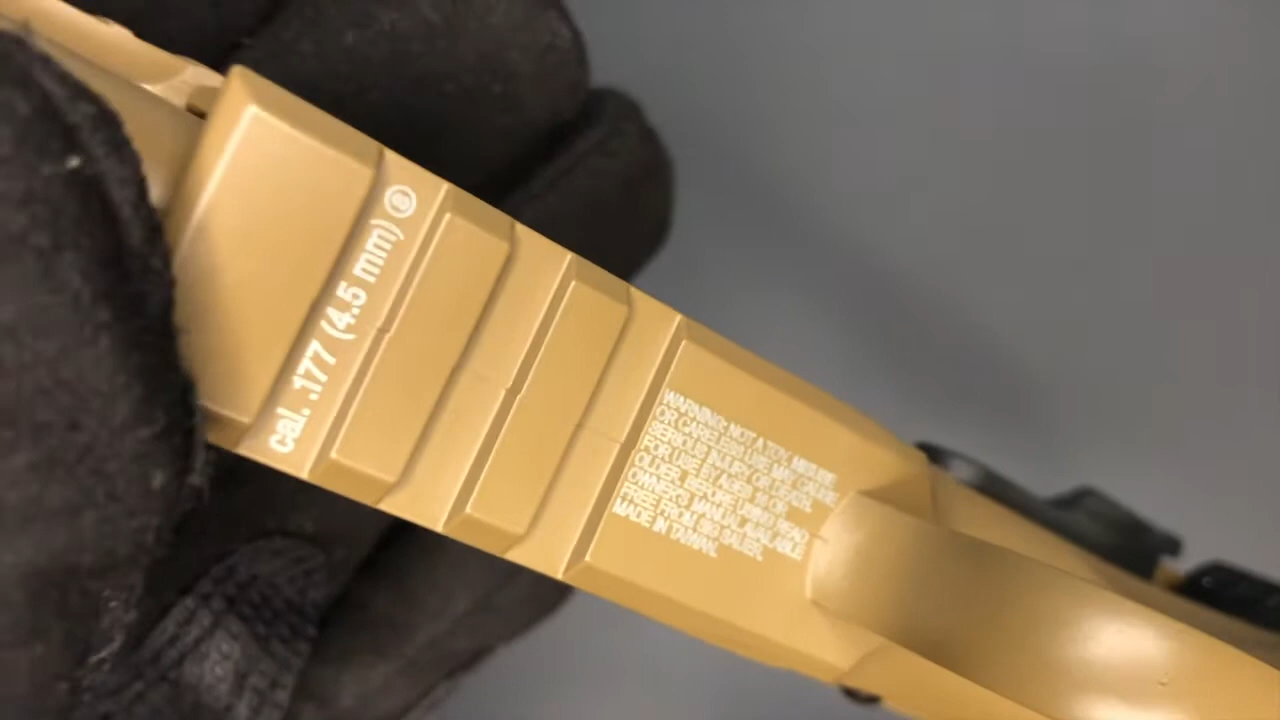 cal. .177 (4.5 mm)
WARNING: NOT A TOY. MISUSE
OR CARELESS USE MAY CAUSE
SERIOUS INJURY OR DEATH.
FOR USE BY AGES 16 OR
OLDER. BEFORE USING READ
OWNER'S MANUAL AVAILABLE
FREE FROM SIG SAUER.
MADE IN TAIWAN.